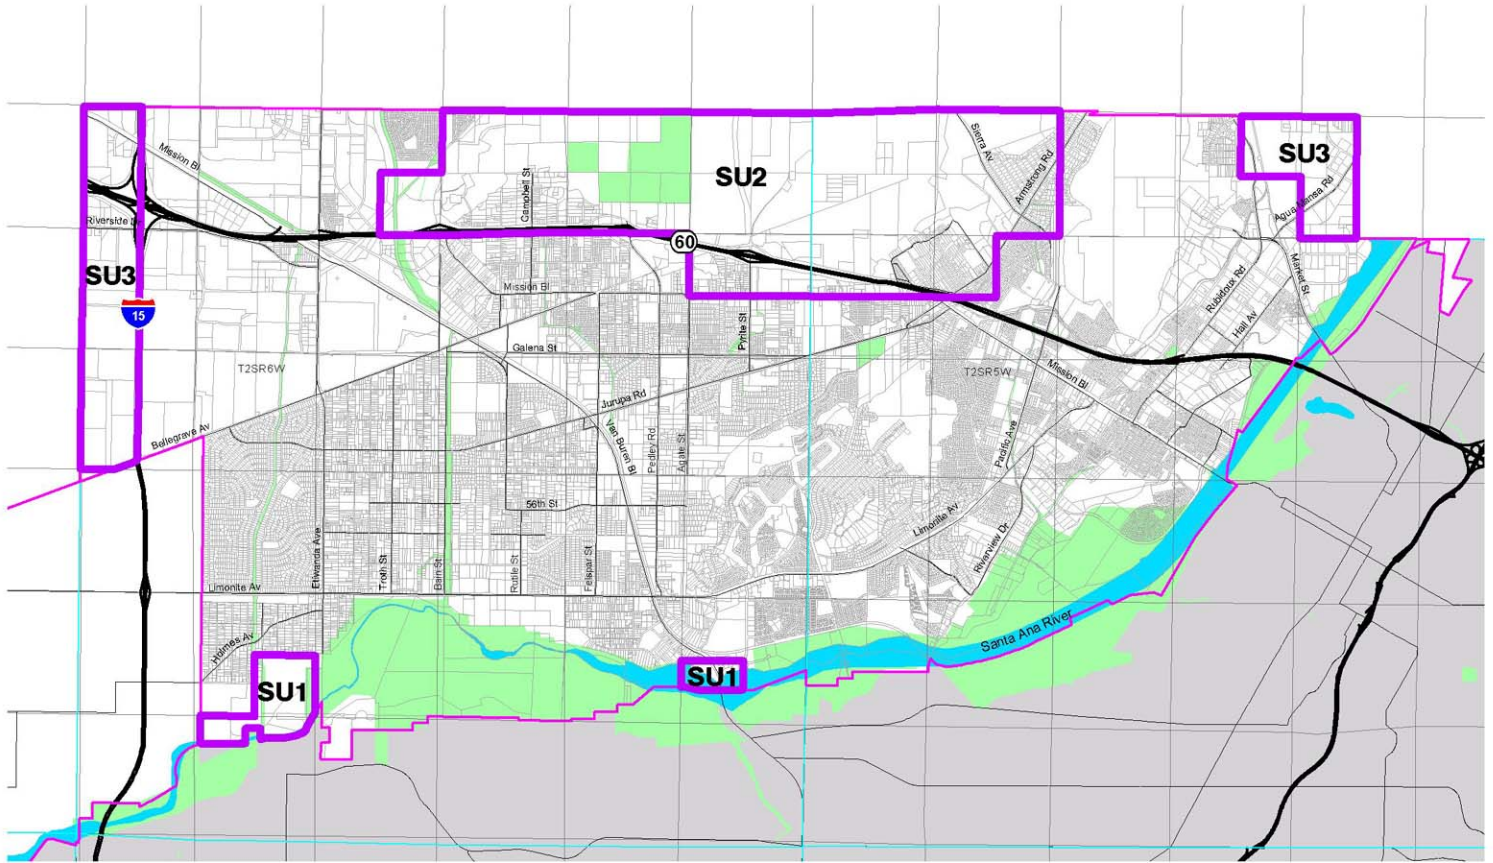 Mission Bl
Sierra Av
Armstrong Rd
SU3
SU2
Campbell St
Agua Mansa Rd
Riverside Dr
60
SU3
Market St
Rubidoux Rd
Mission Bl
15
Hall Av
Pyrite St
Galena St
T2SR6W
T2SR5W
Mission Bl
Jurupa Rd
Bellegrave Av
Van Buren Bl
Pedley Rd
Agate St
Pacific Ave
56th St
Limonite Av
Riverview Dr
Etiwanda Ave
Troth St
Bain St
Rutile St
Felspar St
Limonite Av
Holmes Av
Santa Ana River
SU1
SU1